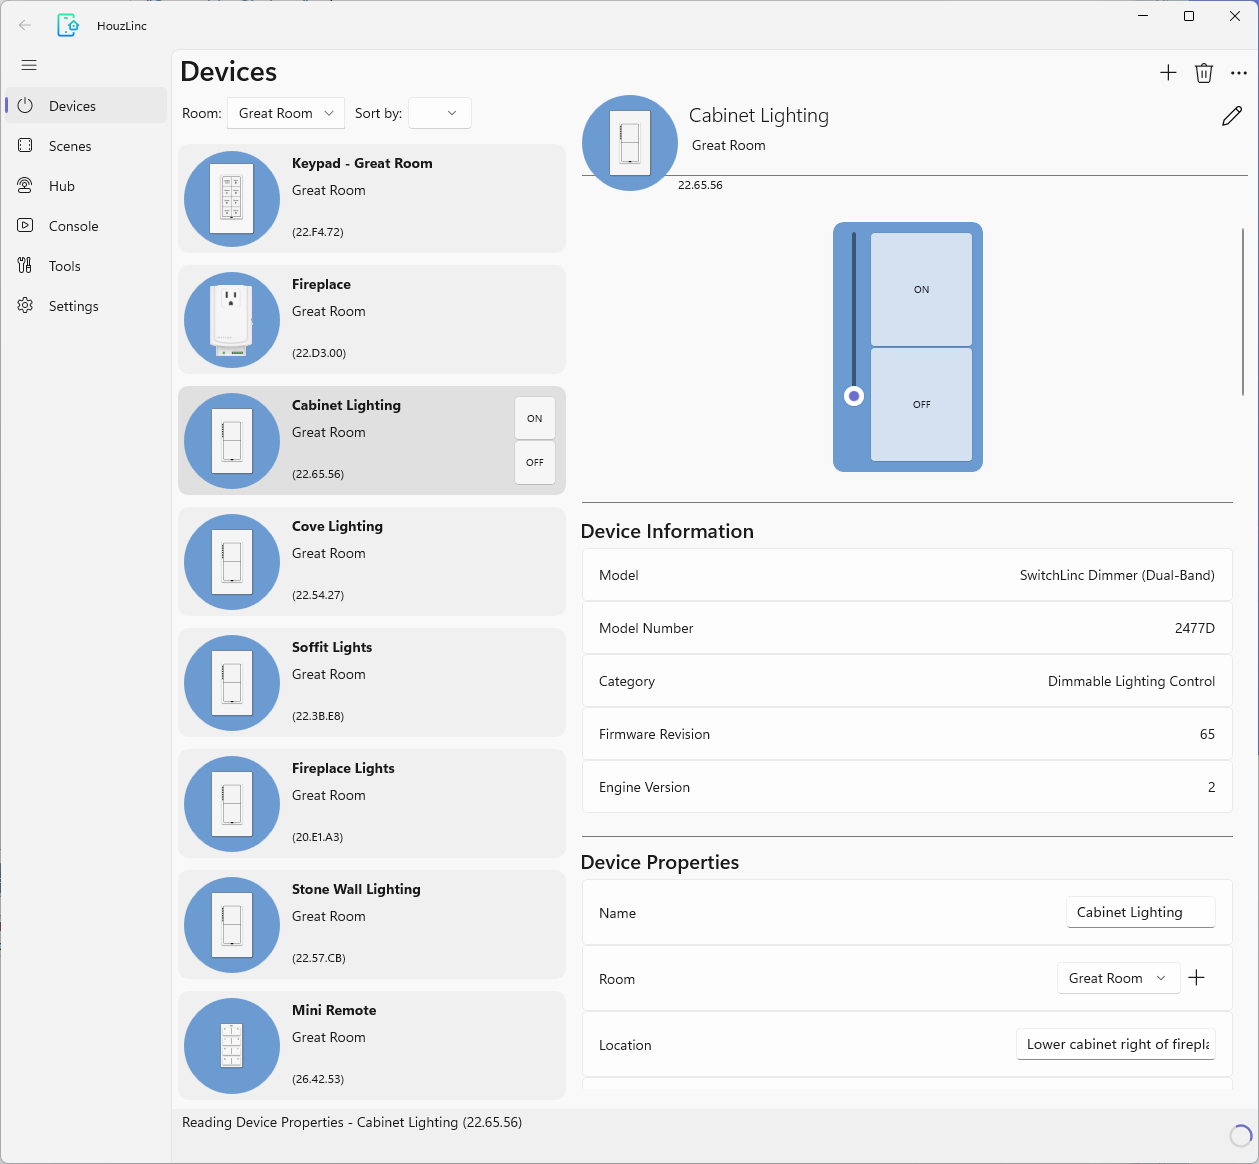 HouzLinc
Devices
Scenes
Hub
Console
Tools
Settings
Devices
Room: Great Room Sort by:
Keypad - Great Room
Great Room
(22.F4.72)
Fireplace
Great Room
(22.D3.00)
Cabinet Lighting
Great Room
(22.65.56)
ON
OFF
Cove Lighting
Great Room
(22.54.27)
Soffit Lights
Great Room
(22.3B.E8)
Fireplace Lights
Great Room
(20.E1.A3)
Stone Wall Lighting
Great Room
(22.57.CB)
Mini Remote
Great Room
(26.42.53)
Cabinet Lighting
Great Room
22.65.56
ON
OFF
Device Information
Model SwitchLinc Dimmer (Dual-Band)
Model Number 2477D
Category Dimmable Lighting Control
Firmware Revision 65
Engine Version 2
Device Properties
Name Cabinet Lighting
Room Great Room
Location Lower cabinet right of firepla
Reading Device Properties - Cabinet Lighting (22.65.56)